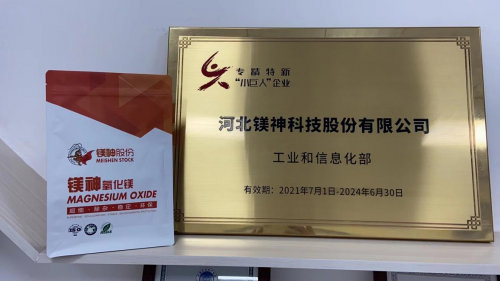 镁神股份
MEISHEN STOCK
镁神氧化镁
MAGNESIUM OXIDE
专精特新
“小巨人”企业
河北镁神科技股份有限公司
工业和信息化部
有效期：2021年7月1日-2024年6月30日